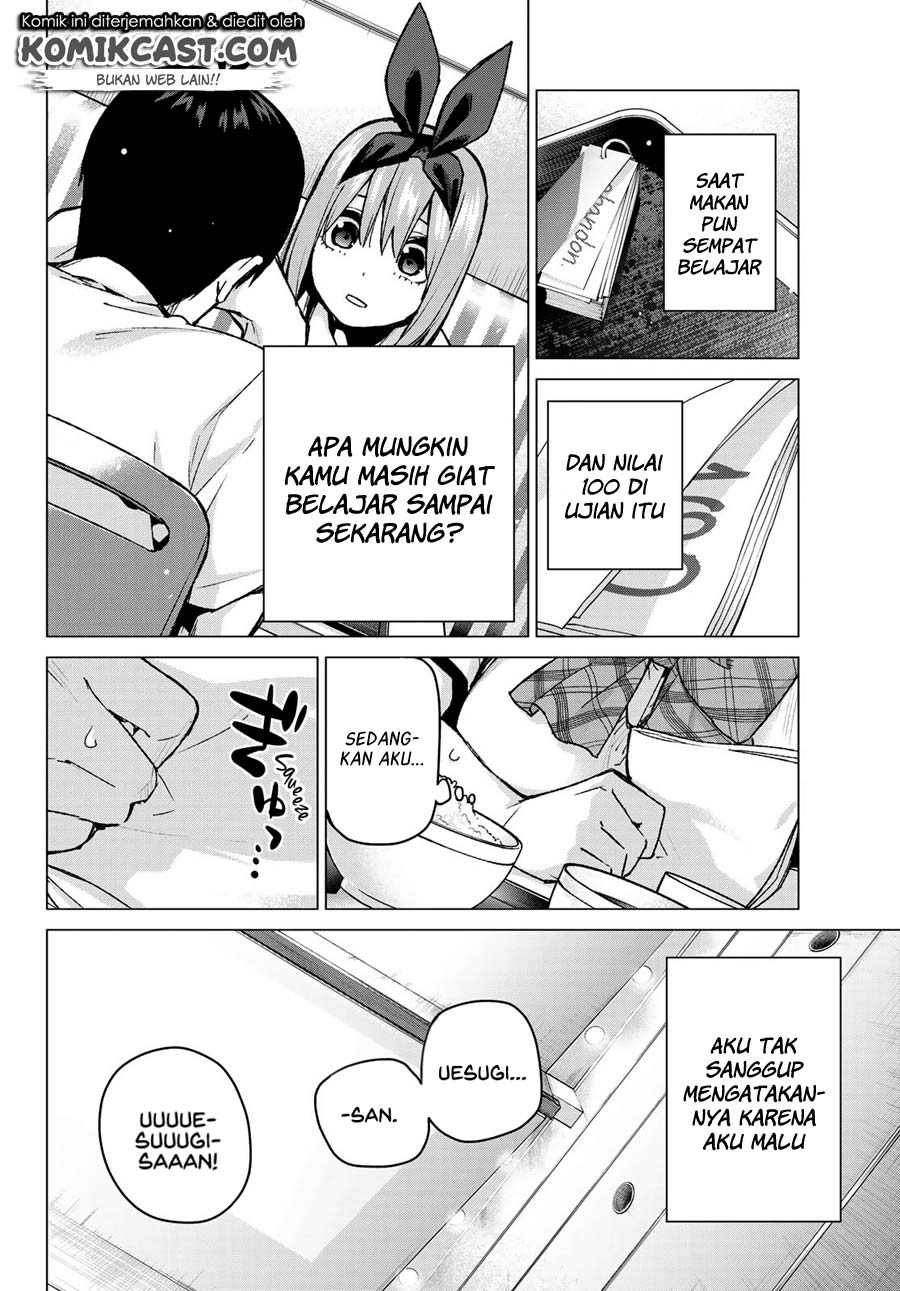 Komik ini diterjemahkan & diedit oleh
KOMIKCAST.COM
BUKAN WEB LAIN!!
SAAT
MAKAN
PUN
SEMPAT
BELAJAR
abandon.
DAN NILAI
100 DI
UJIAN ITU
100
APA MUNGKIN
KAMU MASIH GIAT
BELAJAR SAMPAI
SEKARANG?
SEDANG-
KAN AKU...
Squeeze
AKU TAK
SANGGUP
MENGATAKAN-
NYA KARENA
AKU MALU
UESUGI...
-SAN.
UUUUE-
SUUUGI-
SAAAN!